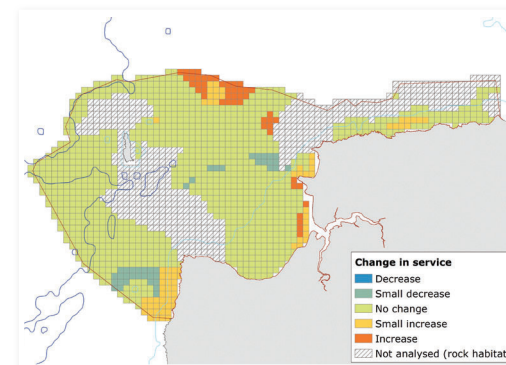 Change in service
Decrease
Small decrease
No change
Small increase
Increase
Not analysed (rock habitat